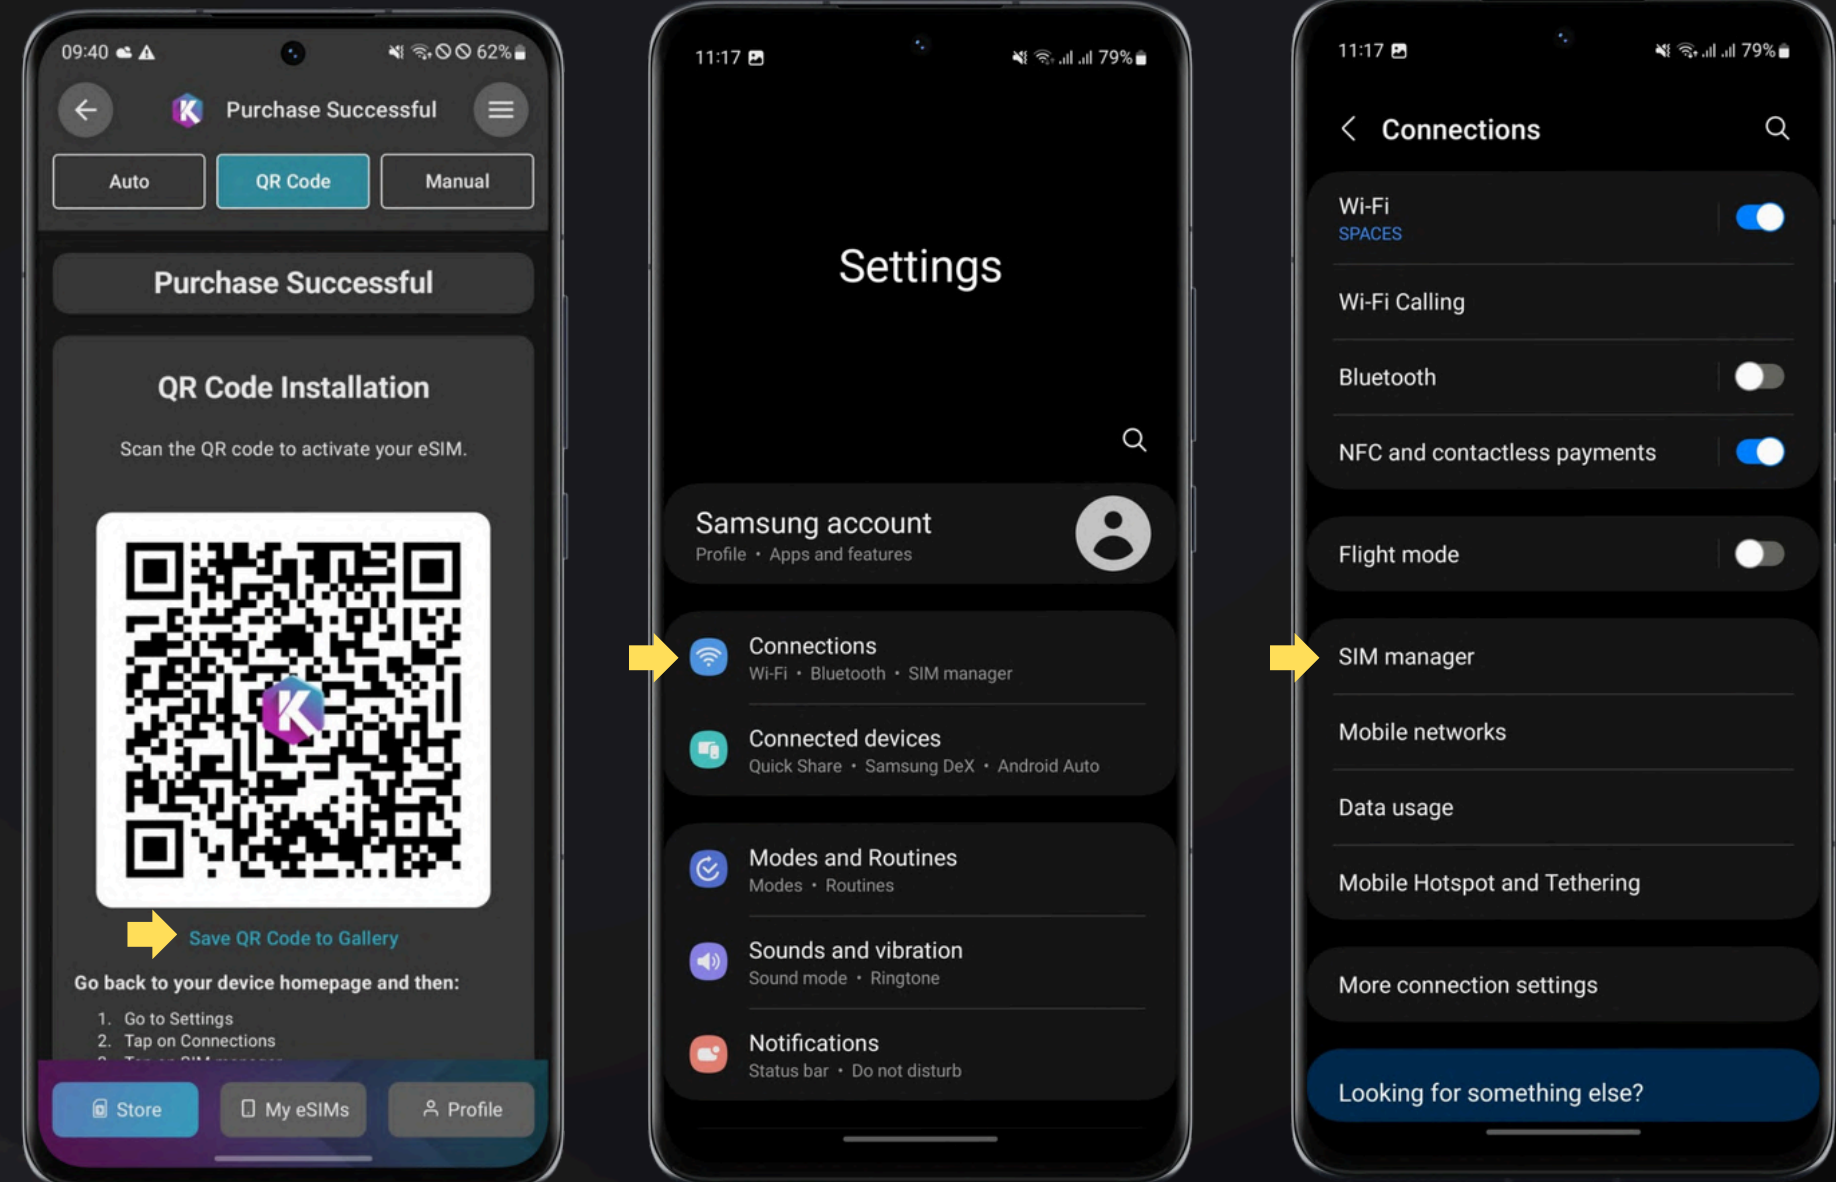 09:40
62%
Purchase Successful
Auto
QR Code
Manual
Purchase Successful
QR Code Installation
Scan the QR code to activate your eSIM.
K
Save QR Code to Gallery
Go back to your device homepage and then:
1. Go to Settings
2. Tap on Connections
Store
My eSIMs
Profile
11:17
79%
Settings
Samsung account
Profile • Apps and features
Connections
Wi-Fi • Bluetooth • SIM manager
Connected devices
Quick Share • Samsung DeX • Android Auto
Modes and Routines
Modes • Routines
Sounds and vibration
Sound mode • Ringtone
Notifications
Status bar • Do not disturb
11:17
79%
Connections
Wi-Fi
SPACES
Wi-Fi Calling
Bluetooth
NFC and contactless payments
Flight mode
SIM manager
Mobile networks
Data usage
Mobile Hotspot and Tethering
More connection settings
Looking for something else?